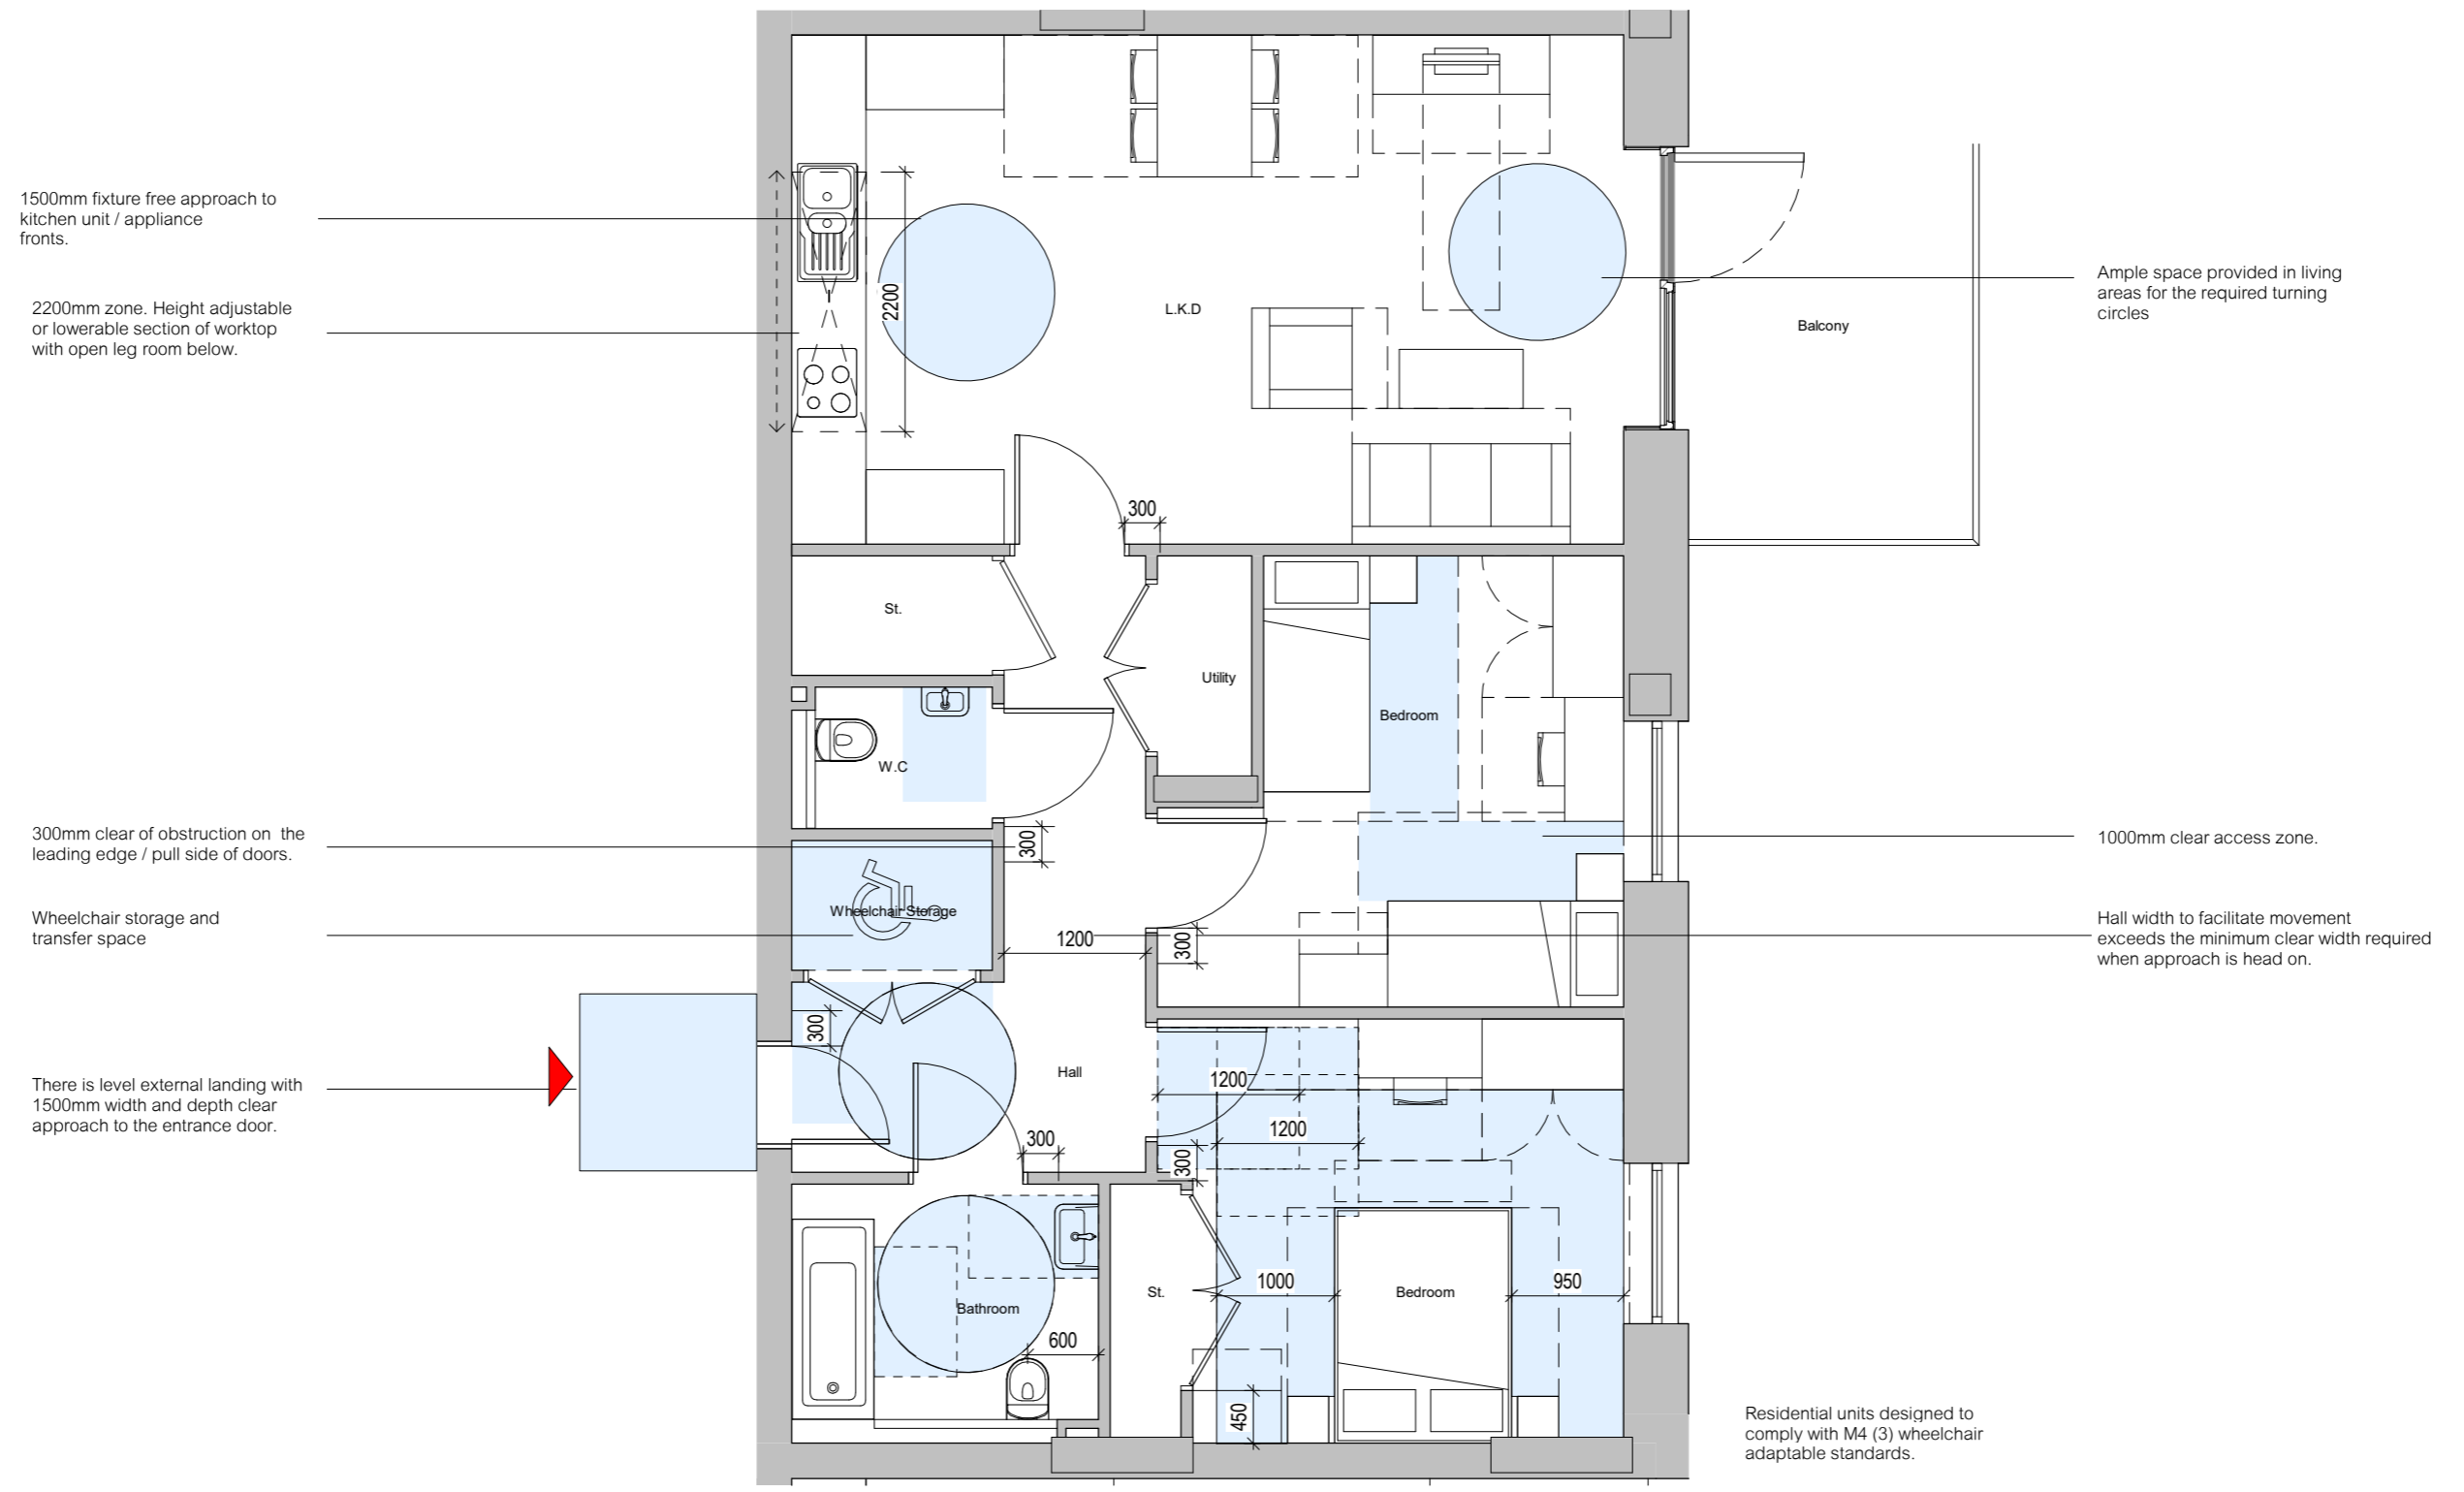 1500mm fixture free approach to
kitchen unit / appliance
fronts.
2200mm zone. Height adjustable
or lowerable section of worktop
with open leg room below.
300mm clear of obstruction on the
leading edge / pull side of doors.
Wheelchair storage and
transfer space
There is level external landing with
1500mm width and depth clear
approach to the entrance door.
2200
L.K.D
Balcony
300
St.
Utility
Bedroom
W.C
300
Wheelchair Storage
1200
300
300
Hall
1200
1200
300
300
Bathroom
600
St.
1000
Bedroom
950
450
Ample space provided in living
areas for the required turning
circles
1000mm clear access zone.
Hall width to facilitate movement
exceeds the minimum clear width required
when approach is head on.
Residential units designed to
comply with M4 (3) wheelchair
adaptable standards.